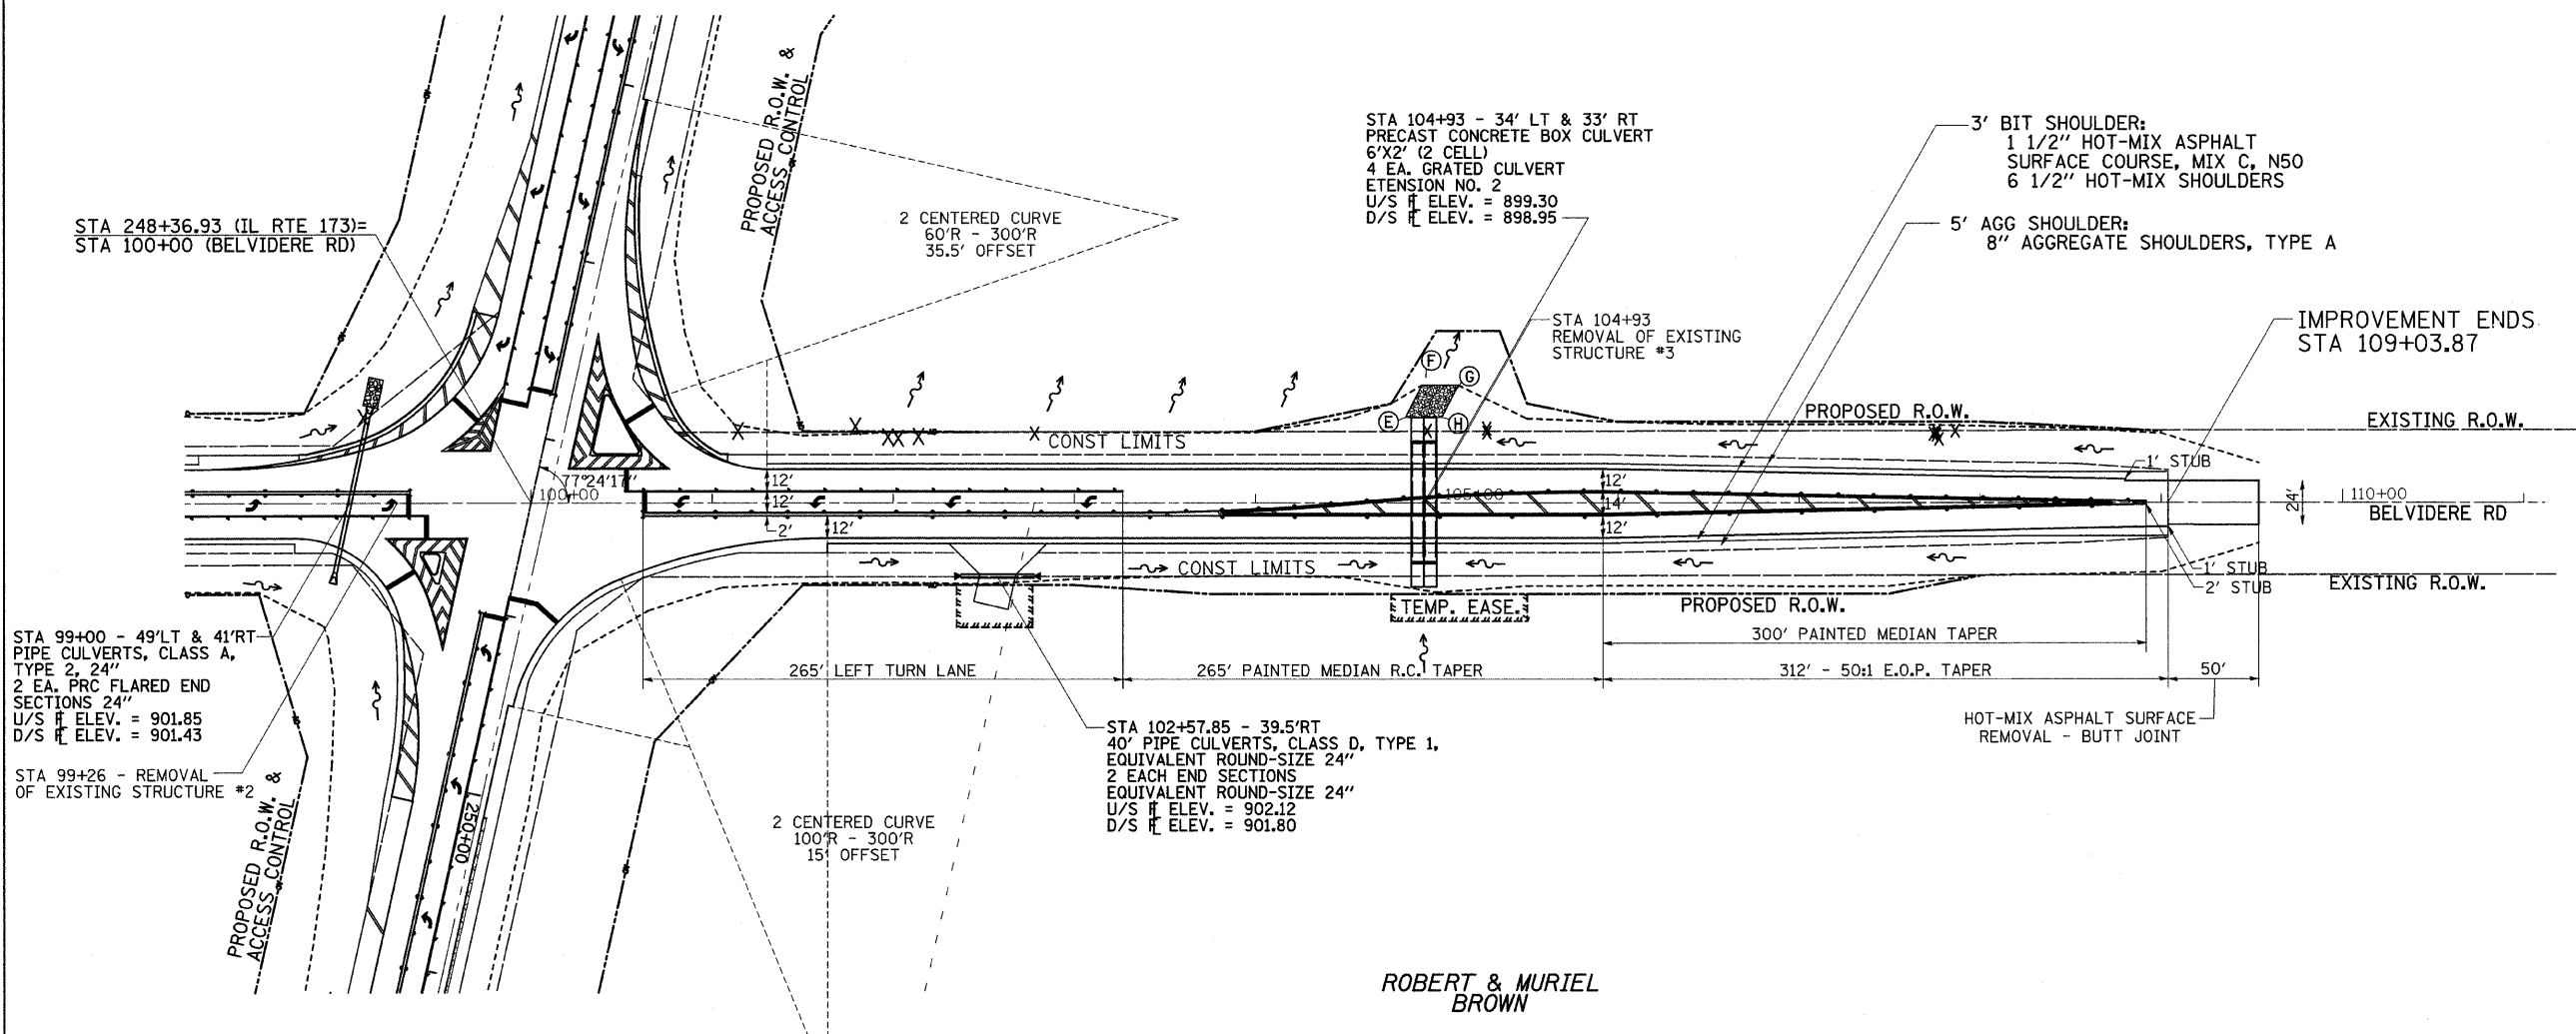 PROPOSED R.O.W. &
ACCESS CONTROL
STA 248+36.93 (IL RTE 173)=
STA 100+00 (BELVIDERE RD)
2 CENTERED CURVE
60'R - 300'R
35.5' OFFSET
STA 104+93 - 34' LT & 33' RT
PRECAST CONCRETE BOX CULVERT
6'X2' (2 CELL)
4 EA. GRATED CULVERT
ETENSION NO. 2
U/S FL ELEV. = 899.30
D/S FL ELEV. = 898.95
3' BIT SHOULDER:
1 1/2" HOT-MIX ASPHALT
SURFACE COURSE, MIX C, N50
6 1/2" HOT-MIX SHOULDERS
5' AGG SHOULDER:
8" AGGREGATE SHOULDERS, TYPE A
STA 104+93
REMOVAL OF EXISTING
STRUCTURE #3
IMPROVEMENT ENDS
STA 109+03.87
F
G
E
H
PROPOSED R.O.W.
EXISTING R.O.W.
CONST LIMITS
1' STUB
77°24'17"
100+00
12'
12'
2'
12'
105+00
12'
14'
12'
24'
110+00
BELVIDERE RD
CONST LIMITS
1' STUB
2' STUB
EXISTING R.O.W.
TEMP. EASE.
PROPOSED R.O.W.
300' PAINTED MEDIAN TAPER
265' LEFT TURN LANE
265' PAINTED MEDIAN R.C. TAPER
312' - 50:1 E.O.P. TAPER
50'
HOT-MIX ASPHALT SURFACE
REMOVAL - BUTT JOINT
STA 99+00 - 49'LT & 41'RT
PIPE CULVERTS, CLASS A,
TYPE 2, 24"
2 EA. PRC FLARED END
SECTIONS 24"
U/S FL ELEV. = 901.85
D/S FL ELEV. = 901.43
STA 99+26 - REMOVAL
OF EXISTING STRUCTURE #2
STA 102+57.85 - 39.5'RT
40' PIPE CULVERTS, CLASS D, TYPE 1,
EQUIVALENT ROUND-SIZE 24"
2 EACH END SECTIONS
EQUIVALENT ROUND-SIZE 24"
U/S FL ELEV. = 902.12
D/S FL ELEV. = 901.80
250+00
2 CENTERED CURVE
100'R - 300'R
15' OFFSET
PROPOSED R.O.W. &
ACCESS CONTROL
ROBERT & MURIEL
BROWN